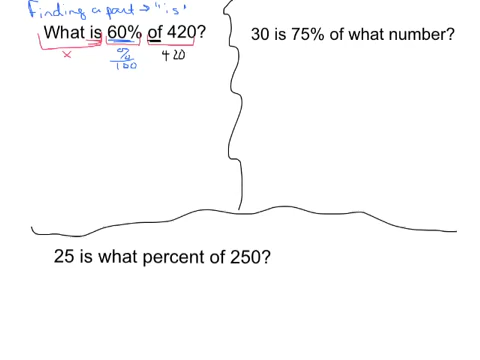 Finding a part → "is"
What is 60% of 420?
x % 420
100
30 is 75% of what number?
25 is what percent of 250?